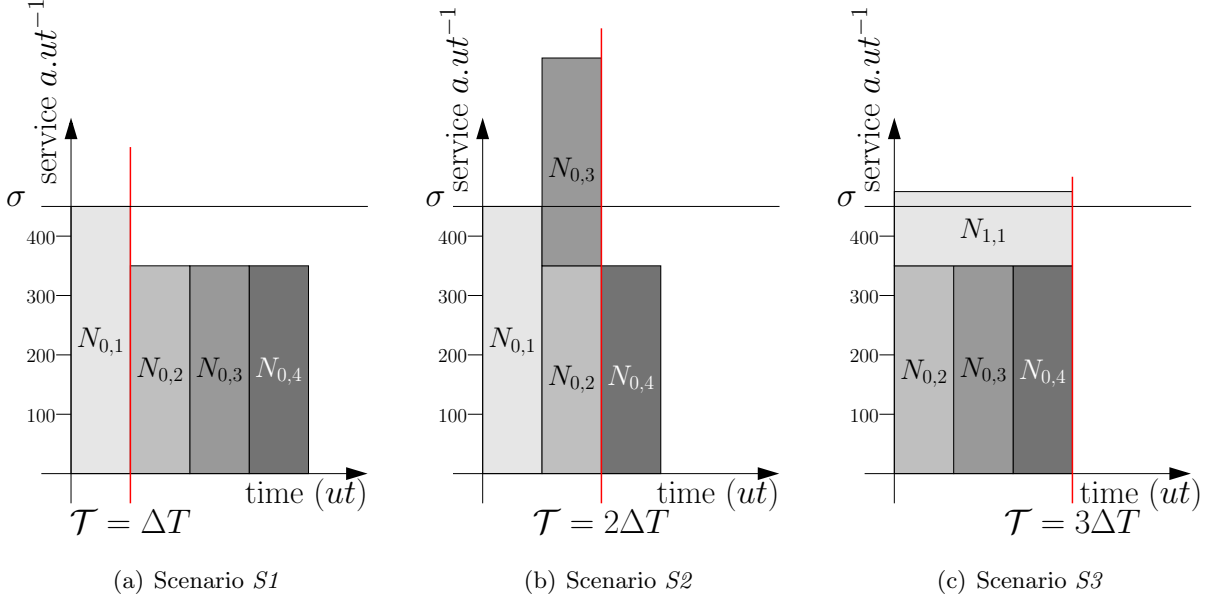 service a.ut⁻¹
σ
400
300
200
100
N₀,₁
N₀,₂
N₀,₃
N₀,₄
time (ut)
𝒯 = ΔT
(a) Scenario S1
service a.ut⁻¹
σ
400
300
200
100
N₀,₃
N₀,₁
N₀,₂
N₀,₄
time (ut)
𝒯 = 2ΔT
(b) Scenario S2
service a.ut⁻¹
σ
400
300
200
100
N₁,₁
N₀,₂
N₀,₃
N₀,₄
time (ut)
𝒯 = 3ΔT
(c) Scenario S3